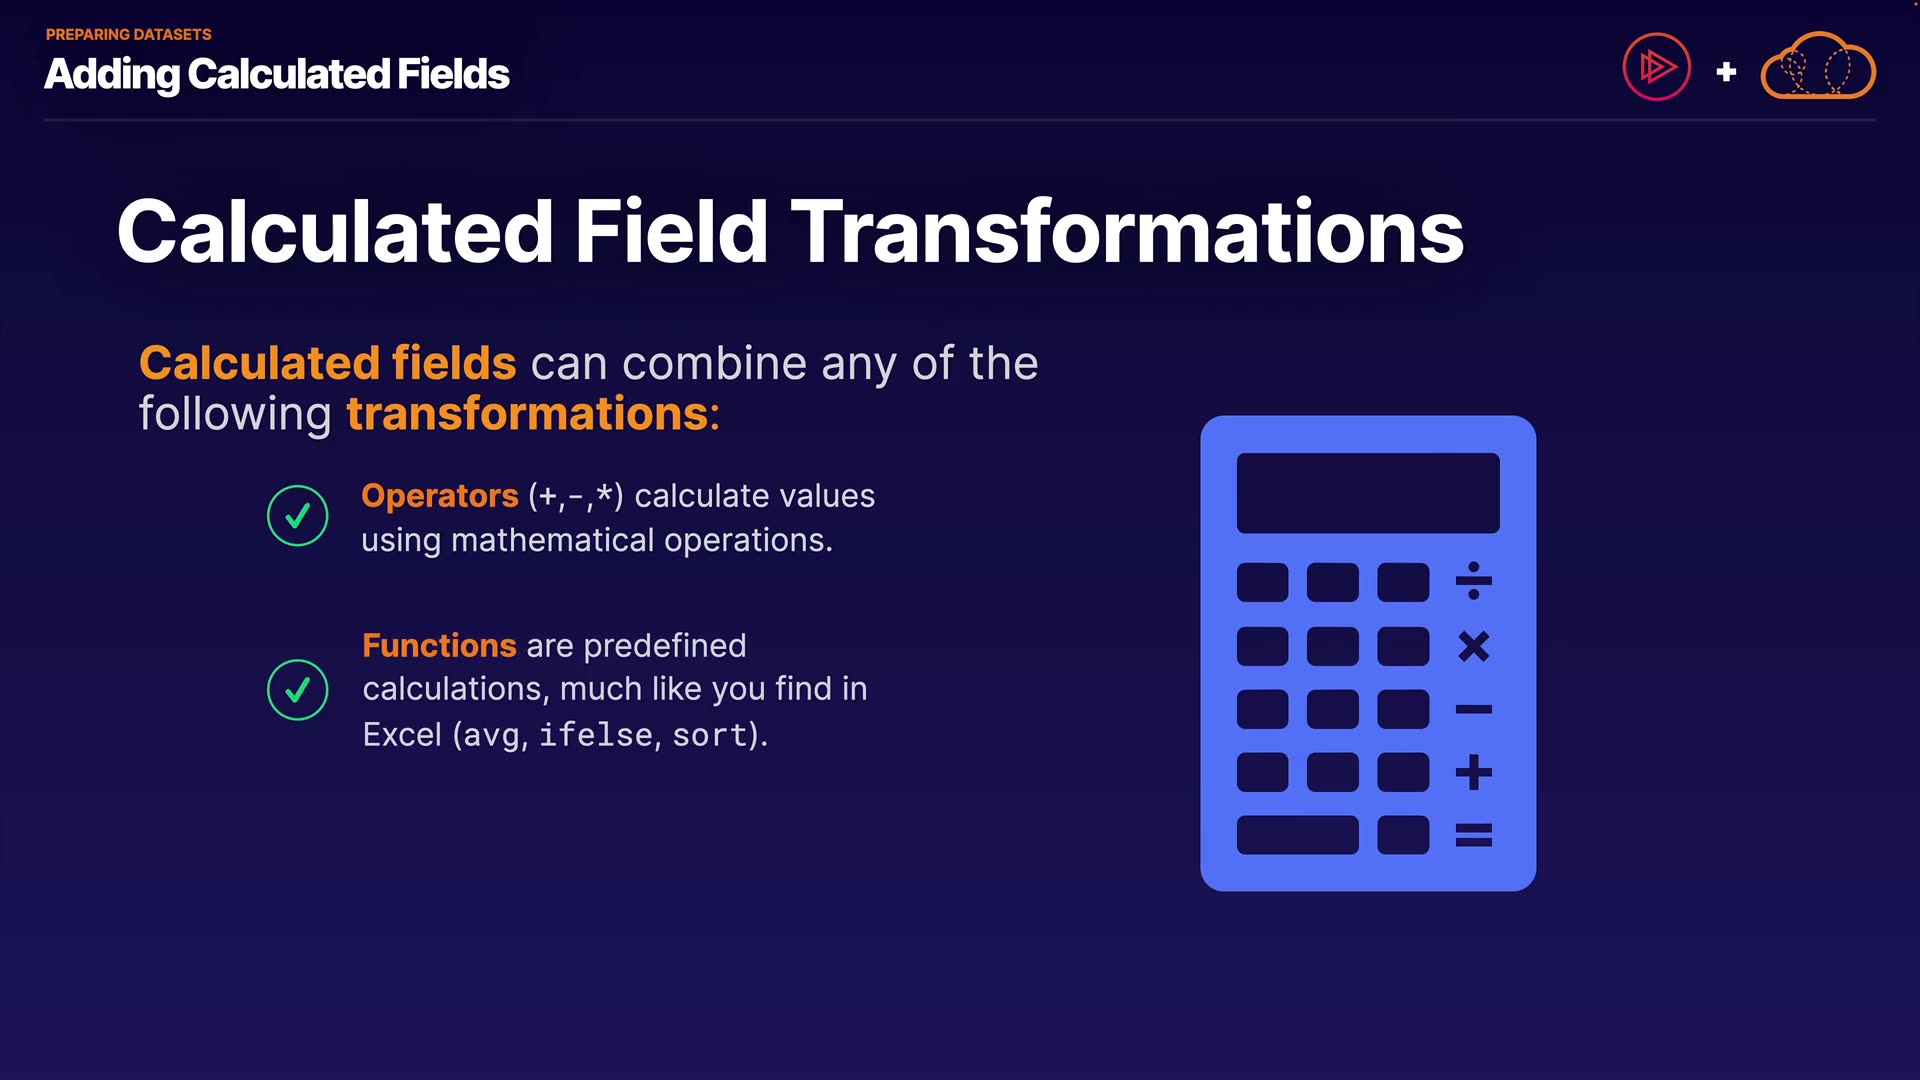 PREPARING DATASETS
Adding Calculated Fields
+
Calculated Field Transformations
Calculated fields can combine any of the
following transformations:
Operators (+,-,*) calculate values
using mathematical operations.
Functions are predefined
calculations, much like you find in
Excel (avg, ifelse, sort).
÷
×
−
+
=